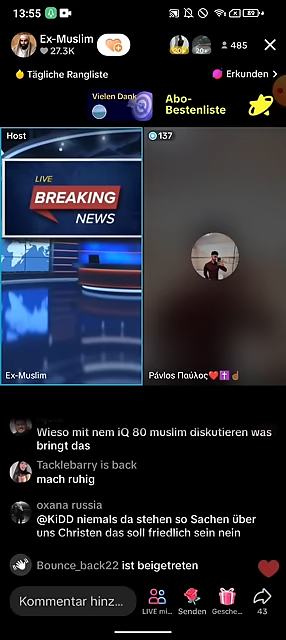 13:55
Ex-Muslim
27.3K
485
Tägliche Rangliste
Erkunden >
Vielen Dank
Abo-
Bestenliste
Host
137
LIVE
BREAKING
NEWS
Ex-Muslim
Pávlos Παῦλος❤️✝️☝🏾
Wieso mit nem iQ 80 muslim diskutieren was
bringt das
Tacklebarry is back
mach ruhig
oxana russia
@KiDD niemals da stehen so Sachen über
uns Christen das soll friedlich sein nein
Bounce_back22 ist beigetreten
Kommentar hinz...
LIVE mi...
Senden
Gesche...
43